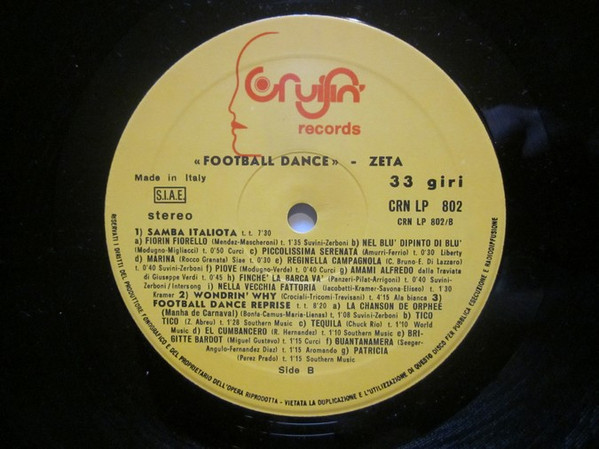 Cruisin'
records
«FOOTBALL DANCE» - ZETA
Made in Italy
33 giri
S.I.A.E.
CRN LP 802
CRN LP 802/B
stereo
1) SAMBA ITALIOTA t. t. 7'30
a) FIORIN FIORELLO (Mendez-Mascheroni) t. 1'35 Suvini-Zerboni b) NEL BLU' DIPINTO DI BLU'
(Modugno-Migliacci) t. 0'50 Curci c) PICCOLISSIMA SERENATA (Amurri-Ferrio) t. 0'30 Liberty
d) MARINA (Rocco Granata) Sise e) REGINELLA CAMPAGNOLA (C. Bruno-E. Di Lazzaro)
t. 0'40 Suvini-Zerboni f) PIOVE (Modugno-Verde) t. 0'40 Curci g) AMAMI ALFREDO (dalla Traviata
di Giuseppe Verdi) t. 0'45 h) FINCHE' LA BARCA VA' (Panzeri-Pilat-Arrigoni) t. 0'40 Suvini/
Zerboni/Intersong i) NELLA VECCHIA FATTORIA (Iacobetti-Kramer-Savona-Eliseo) t. 0'30
Kramer 2) WONDRIN' WHY (Crociali-Tricomi-Trevisani) t. 4'15 Ala bianca 3)
FOOTBALL DANCE REPRISE t. t. 8'20 a) LA CHANSON DE ORPHEÉ
(Manha de Carnaval) (Bonfa-Camus-Maria-Llenas) t. 1'08 Suvini-Zerboni b) TICO
TICO (Z. Abreu) t. 1'28 Southern Music c) TEQUILA (Chuck Rio) t. 1'10 World
Music d) EL CUMBANCERO (R. Hernandez) t. 1'10 Southern Music e) BRI-
GITTE BARDOT (Miguel Gustavo) t. 1'15 Curci f) GUANTANAMERA (Seeger-
Angulo-Fernandez Diaz) t. 1'15 Aromando g) PATRICIA
(Perez Prado) t. 1'15 Southern Music
Side B
RISERVATI I DIRITTI DEL PRODUTTORE FONOGRAFICO E DEL PROPRIETARIO DELL'OPERA RIPRODOTTA - VIETATA LA DUPLICAZIONE E L'UTILIZZAZIONE DI QUESTO DISCO PER PUBBLICA ESECUZIONE E RADIODIFFUSIONE